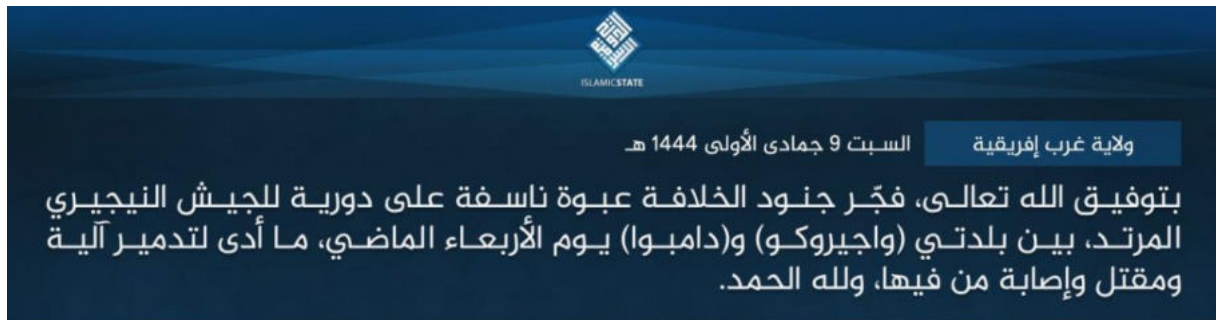 ISLAMICSTATE
ولاية غرب إفريقية السبت 9 جمادى الأولى 1444 هـ
بتوفيق الله تعالى، فجّر جنود الخلافة عبوة ناسفة على دورية للجيش النيجيري
المرتد، بين بلدتي (واجيروكو) و(دامبوا) يوم الأربعاء الماضي، ما أدى لتدمير آلية
ومقتل وإصابة من فيها، ولله الحمد.